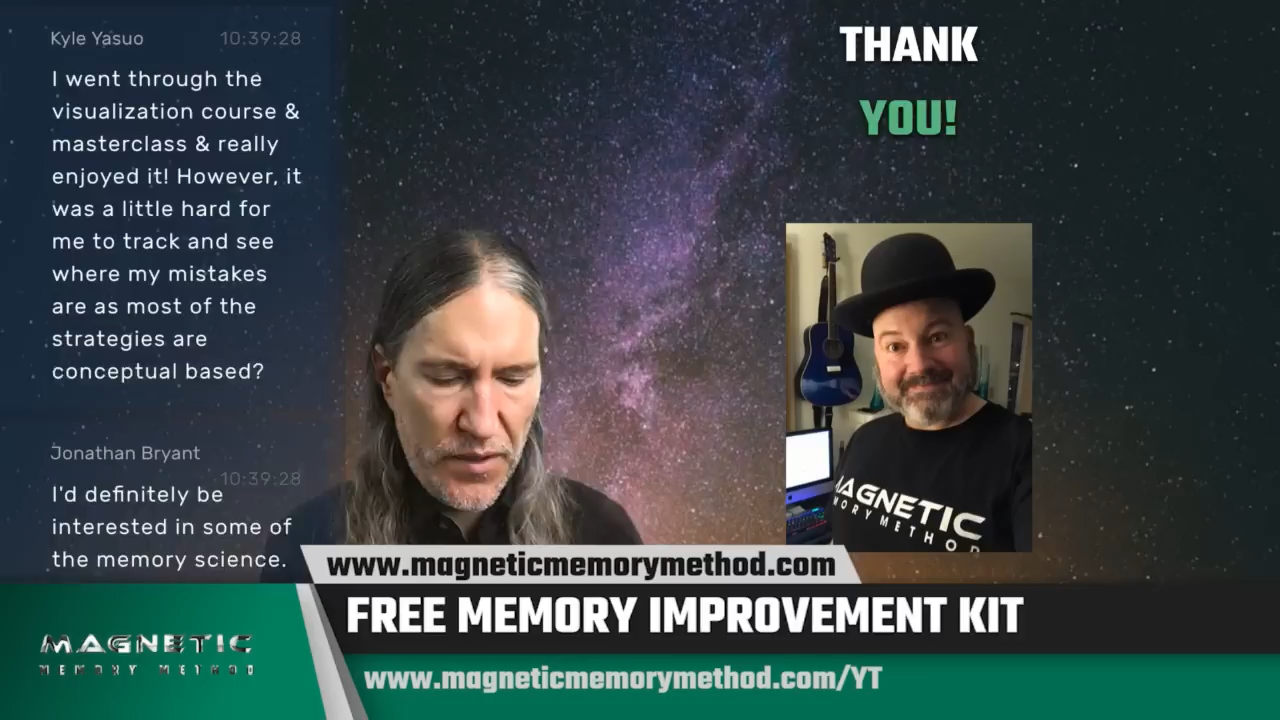 Kyle Yasuo 10:39:28
I went through the
visualization course &
masterclass & really
enjoyed it! However, it
was a little hard for
me to track and see
where my mistakes
are as most of the
strategies are
conceptual based?
Jonathan Bryant
10:39:28
I'd definitely be
interested in some of
the memory science.
THANK
YOU!
MAGNETIC
MORY METHOD
www.magneticmemorymethod.com
FREE MEMORY IMPROVEMENT KIT
www.magneticmemorymethod.com/YT
MAGNETIC
MEMORY METHOD